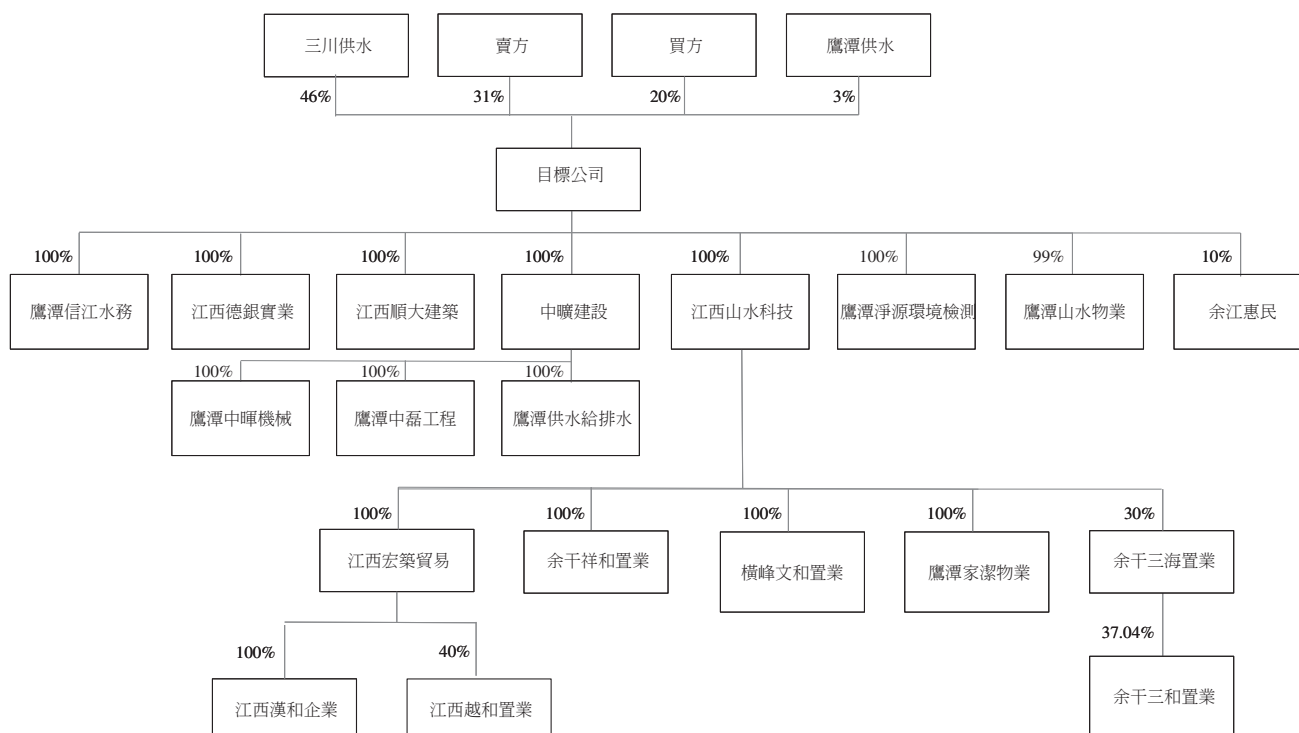 三川供水
賣方
買方
鷹潭供水
46%
31%
20%
3%
目標公司
100%
100%
100%
100%
100%
100%
99%
10%
鷹潭信江水務
江西德銀實業
江西順大建築
中曠建設
江西山水科技
鷹潭淨源環境檢測
鷹潭山水物業
余江惠民
100%
100%
100%
鷹潭中暉機械
鷹潭中磊工程
鷹潭供水給排水
100%
100%
100%
100%
30%
江西宏築貿易
余干祥和置業
橫峰文和置業
鷹潭家潔物業
余干三海置業
100%
40%
37.04%
江西漢和企業
江西越和置業
余干三和置業